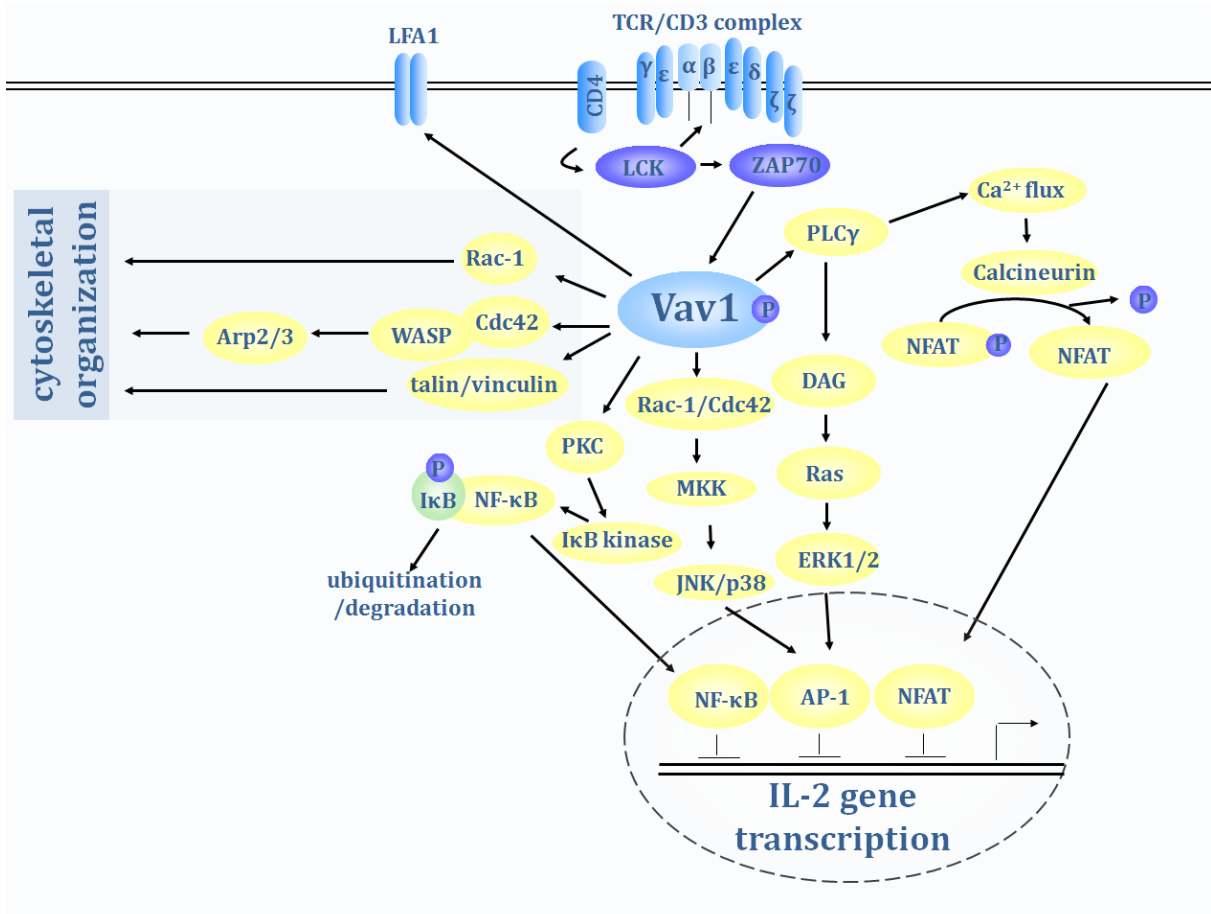 TCR/CD3 complex
LFA1
CD4
γ
ε
α
β
ε
δ
ζ
ζ
LCK
ZAP70
Ca²⁺ flux
PLCγ
cytoskeletal
organization
Rac-1
Calcineurin
Vav1
P
P
Cdc42
WASP
Arp2/3
NFAT
P
NFAT
talin/vinculin
DAG
Rac-1/Cdc42
PKC
P
Ras
MKK
IκB
NF-κB
IκB kinase
ERK1/2
JNK/p38
ubiquitination
/degradation
NF-κB
AP-1
NFAT
IL-2 gene
transcription